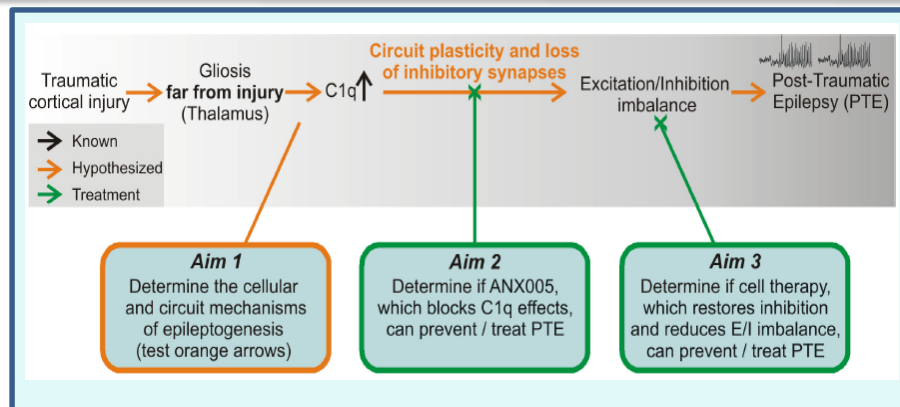 Traumatic
cortical injury
Gliosis
far from injury
(Thalamus)
C1q
Circuit plasticity and loss
of inhibitory synapses
Excitation/Inhibition
imbalance
Post-Traumatic
Epilepsy (PTE)
Known
Hypothesized
Treatment
Aim 1
Determine the cellular
and circuit mechanisms
of epileptogenesis
(test orange arrows)
Aim 2
Determine if ANX005,
which blocks C1q effects,
can prevent / treat PTE
Aim 3
Determine if cell therapy,
which restores inhibition
and reduces E/I imbalance,
can prevent / treat PTE